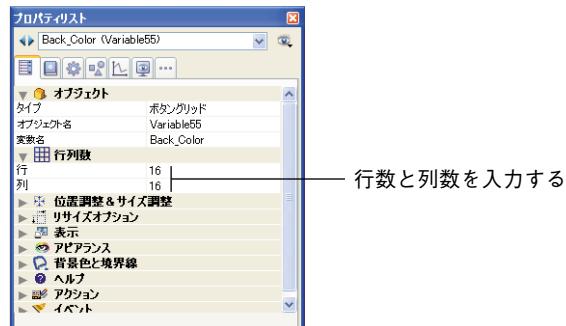 プロパティリスト
Back_Color (Variable55)
オブジェクト
タイプ ボタングリッド
オブジェクト名 Variable55
変数名 Back_Color
行列数
行 16
列 16
行数と列数を入力する
位置調整&サイズ調整
リサイズオプション
表示
アピアランス
背景色と境界線
ヘルプ
アクション
イベント